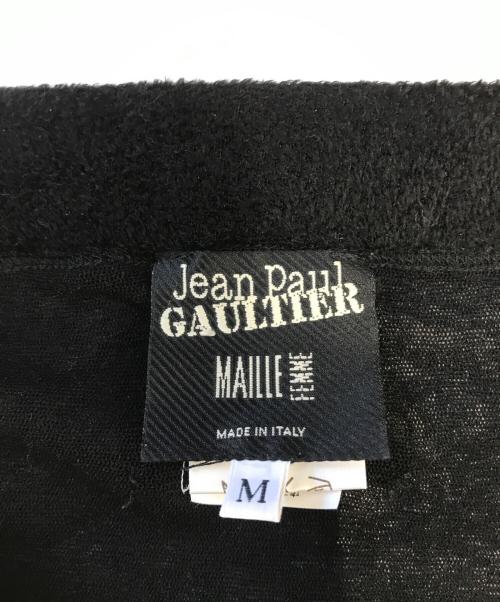 Jean Paul
GAULTIER
MAILLE FEMME
MADE IN ITALY
M